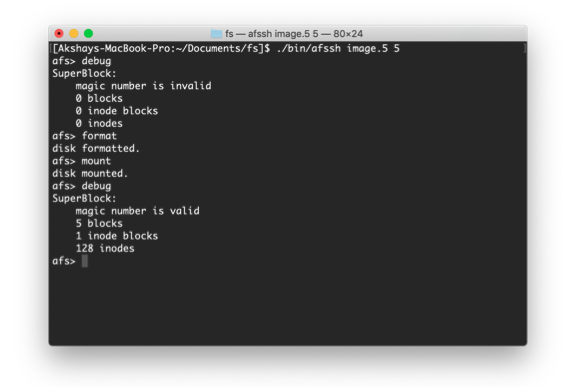 fs — afssh image.5 5 — 80×24
[Akshays-MacBook-Pro:~/Documents/fs]$ ./bin/afssh image.5 5
afs> debug
SuperBlock:
    magic number is invalid
    0 blocks
    0 inode blocks
    0 inodes
afs> format
disk formatted.
afs> mount
disk mounted.
afs> debug
SuperBlock:
    magic number is valid
    5 blocks
    1 inode blocks
    128 inodes
afs>